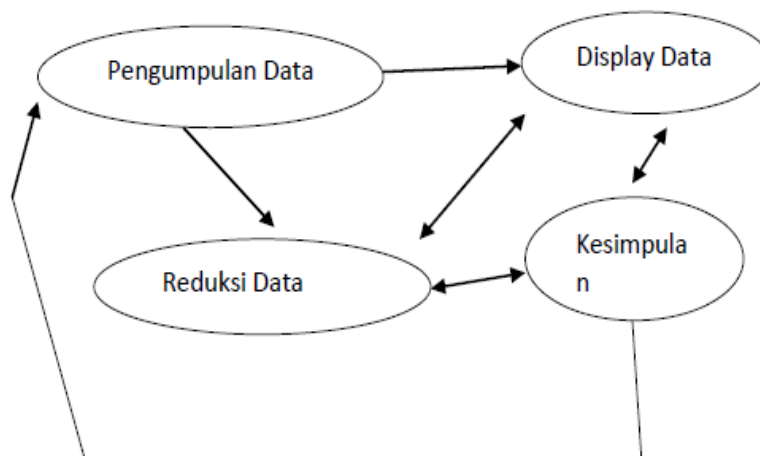 Pengumpulan Data
Display Data
Reduksi Data
Kesimpula
n